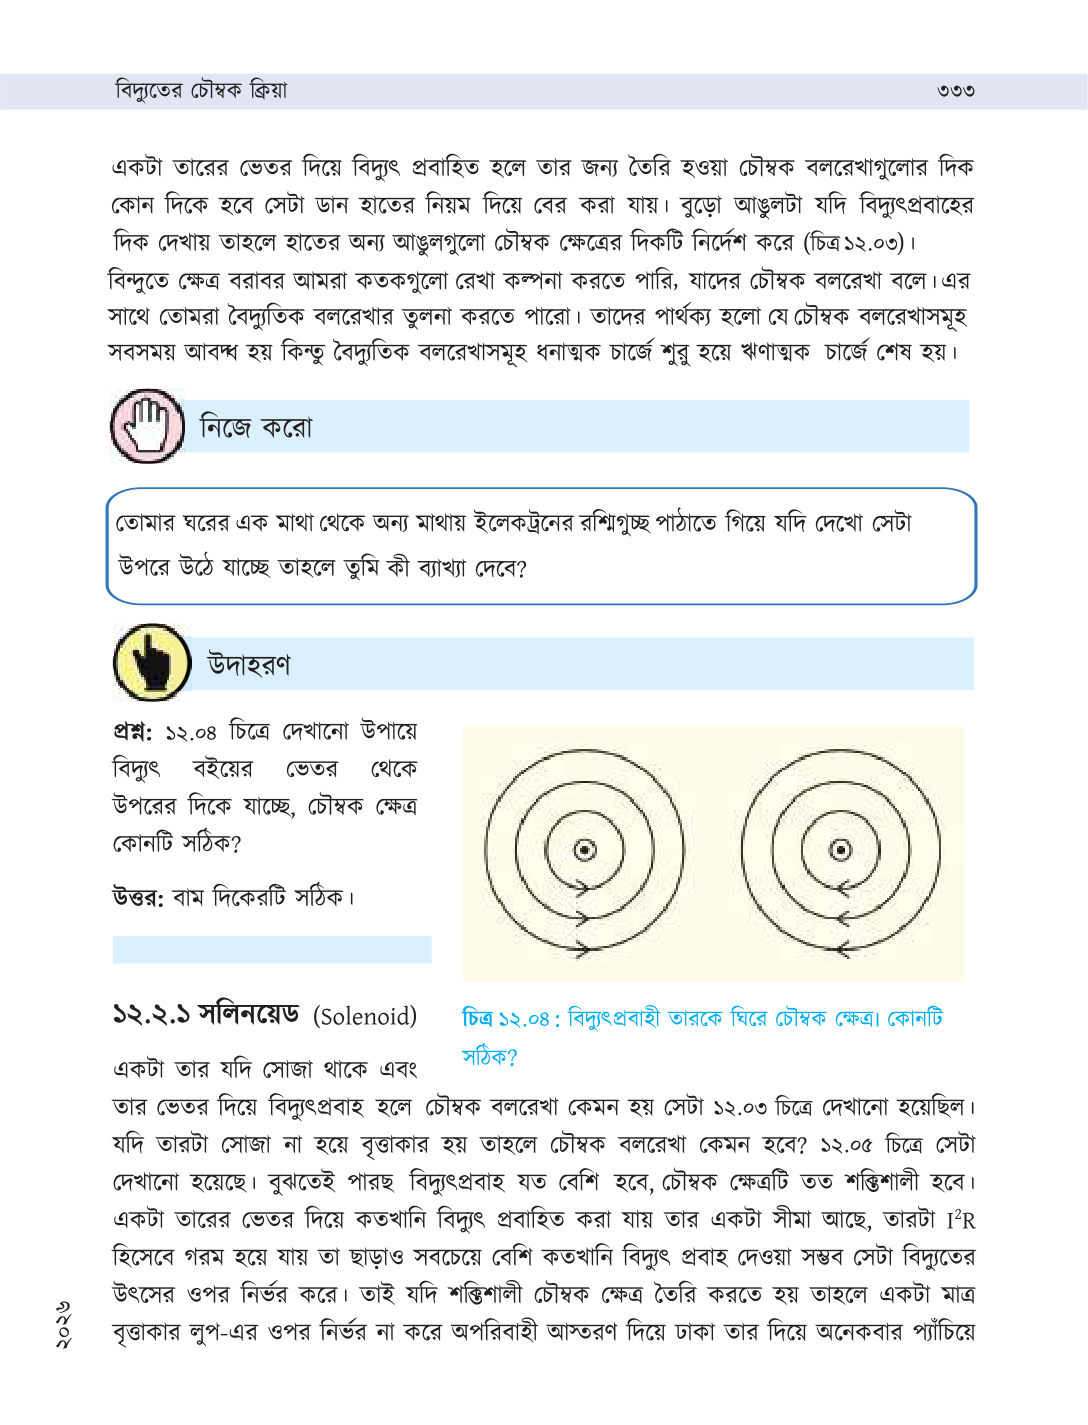 বিদ্যুতের চৌম্বক ক্রিয়া ৩৩৩
একটা তারের ভেতর দিয়ে বিদ্যুৎ প্রবাহিত হলে তার জন্য তৈরি হওয়া চৌম্বক বলরেখাগুলোর দিক
কোন দিকে হবে সেটা ডান হাতের নিয়ম দিয়ে বের করা যায়। বুড়ো আঙুলটা যদি বিদ্যুৎপ্রবাহের
দিক দেখায় তাহলে হাতের অন্য আঙুলগুলো চৌম্বক ক্ষেত্রের দিকটি নির্দেশ করে (চিত্র ১২.০৩)।
বিন্দুতে ক্ষেত্র বরাবর আমরা কতকগুলো রেখা কল্পনা করতে পারি, যাদের চৌম্বক বলরেখা বলে। এর
সাথে তোমরা বৈদ্যুতিক বলরেখার তুলনা করতে পারো। তাদের পার্থক্য হলো যে চৌম্বক বলরেখাসমূহ
সবসময় আবদ্ধ হয় কিন্তু বৈদ্যুতিক বলরেখাসমূহ ধনাত্মক চার্জে শুরু হয়ে ঋণাত্মক চার্জে শেষ হয়।
নিজে করো
তোমার ঘরের এক মাথা থেকে অন্য মাথায় ইলেকট্রনের রশ্মিগুচ্ছ পাঠাতে গিয়ে যদি দেখো সেটা
উপরে উঠে যাচ্ছে তাহলে তুমি কী ব্যাখ্যা দেবে?
উদাহরণ
প্রশ্ন: ১২.০৪ চিত্রে দেখানো উপায়ে
বিদ্যুৎ বইয়ের ভেতর থেকে
উপরের দিকে যাচ্ছে, চৌম্বক ক্ষেত্র
কোনটি সঠিক?
উত্তর: বাম দিকেরটি সঠিক।
চিত্র ১২.০৪ : বিদ্যুৎপ্রবাহী তারকে ঘিরে চৌম্বক ক্ষেত্র। কোনটি
সঠিক?
১২.২.১ সলিনয়েড (Solenoid)
একটা তার যদি সোজা থাকে এবং
তার ভেতর দিয়ে বিদ্যুৎপ্রবাহ হলে চৌম্বক বলরেখা কেমন হয় সেটা ১২.০৩ চিত্রে দেখানো হয়েছিল।
যদি তারটা সোজা না হয়ে বৃত্তাকার হয় তাহলে চৌম্বক বলরেখা কেমন হবে? ১২.০৫ চিত্রে সেটা
দেখানো হয়েছে। বুঝতেই পারছ বিদ্যুৎপ্রবাহ যত বেশি হবে, চৌম্বক ক্ষেত্রটি তত শক্তিশালী হবে।
একটা তারের ভেতর দিয়ে কতখানি বিদ্যুৎ প্রবাহিত করা যায় তার একটা সীমা আছে, তারটা I²R
হিসেবে গরম হয়ে যায় তা ছাড়াও সবচেয়ে বেশি কতখানি বিদ্যুৎ প্রবাহ দেওয়া সম্ভব সেটা বিদ্যুতের
উৎসের ওপর নির্ভর করে। তাই যদি শক্তিশালী চৌম্বক ক্ষেত্র তৈরি করতে হয় তাহলে একটা মাত্র
বৃত্তাকার লুপ-এর ওপর নির্ভর না করে অপরিবাহী আস্তরণ দিয়ে ঢাকা তার দিয়ে অনেকবার প্যাঁচিয়ে
২০২৬